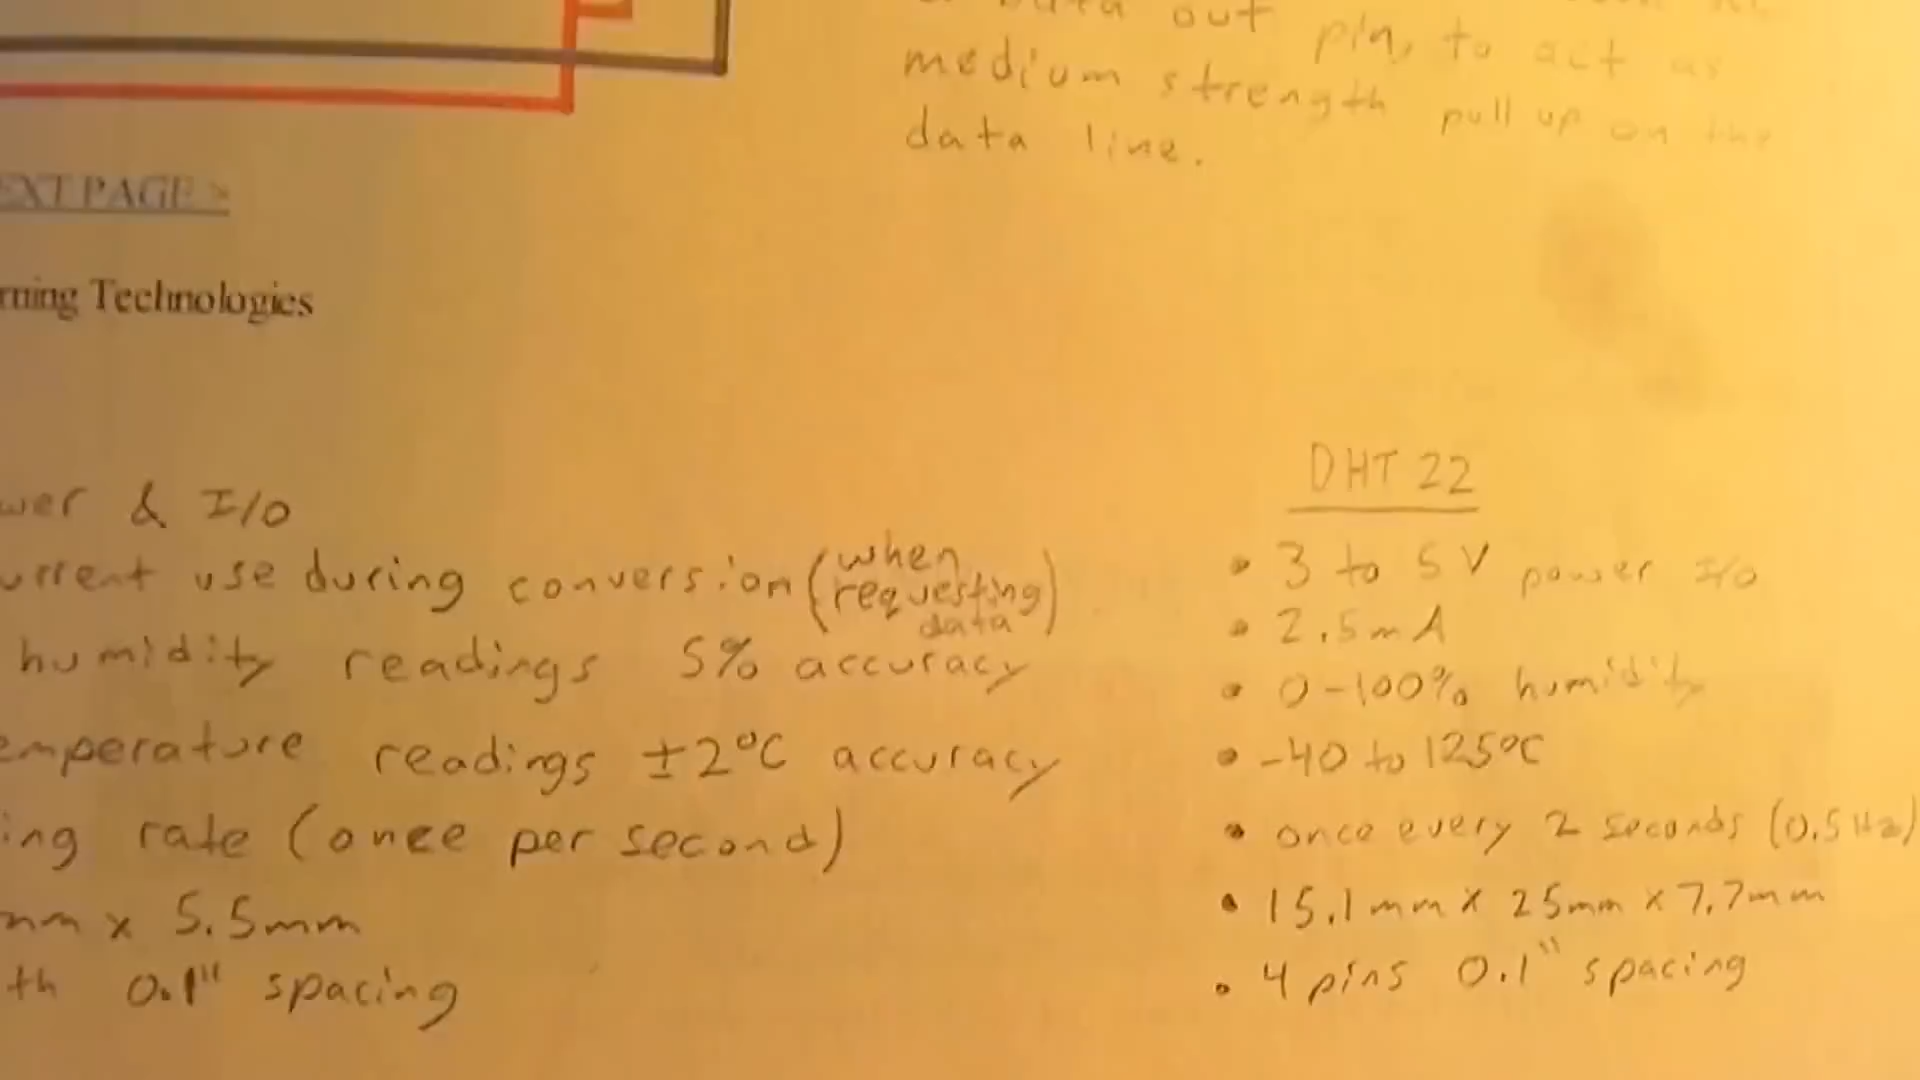 Data out pin, to act as
medium strength pull up on the
data line.
EXT PAGE >
rning Technologies
wer & I/O
urrent use during conversion (when requesting data)
humidity readings 5% accuracy
emperature readings ±2°C accuracy
ing rate (once per second)
mm x 5.5mm
th 0.1" spacing
DHT 22
• 3 to 5V power I/O
• 2.5mA
• 0-100% humidity
• -40 to 125°C
• once every 2 seconds (0.5Hz)
• 15.1mm x 25mm x 7.7mm
• 4 pins 0.1" spacing